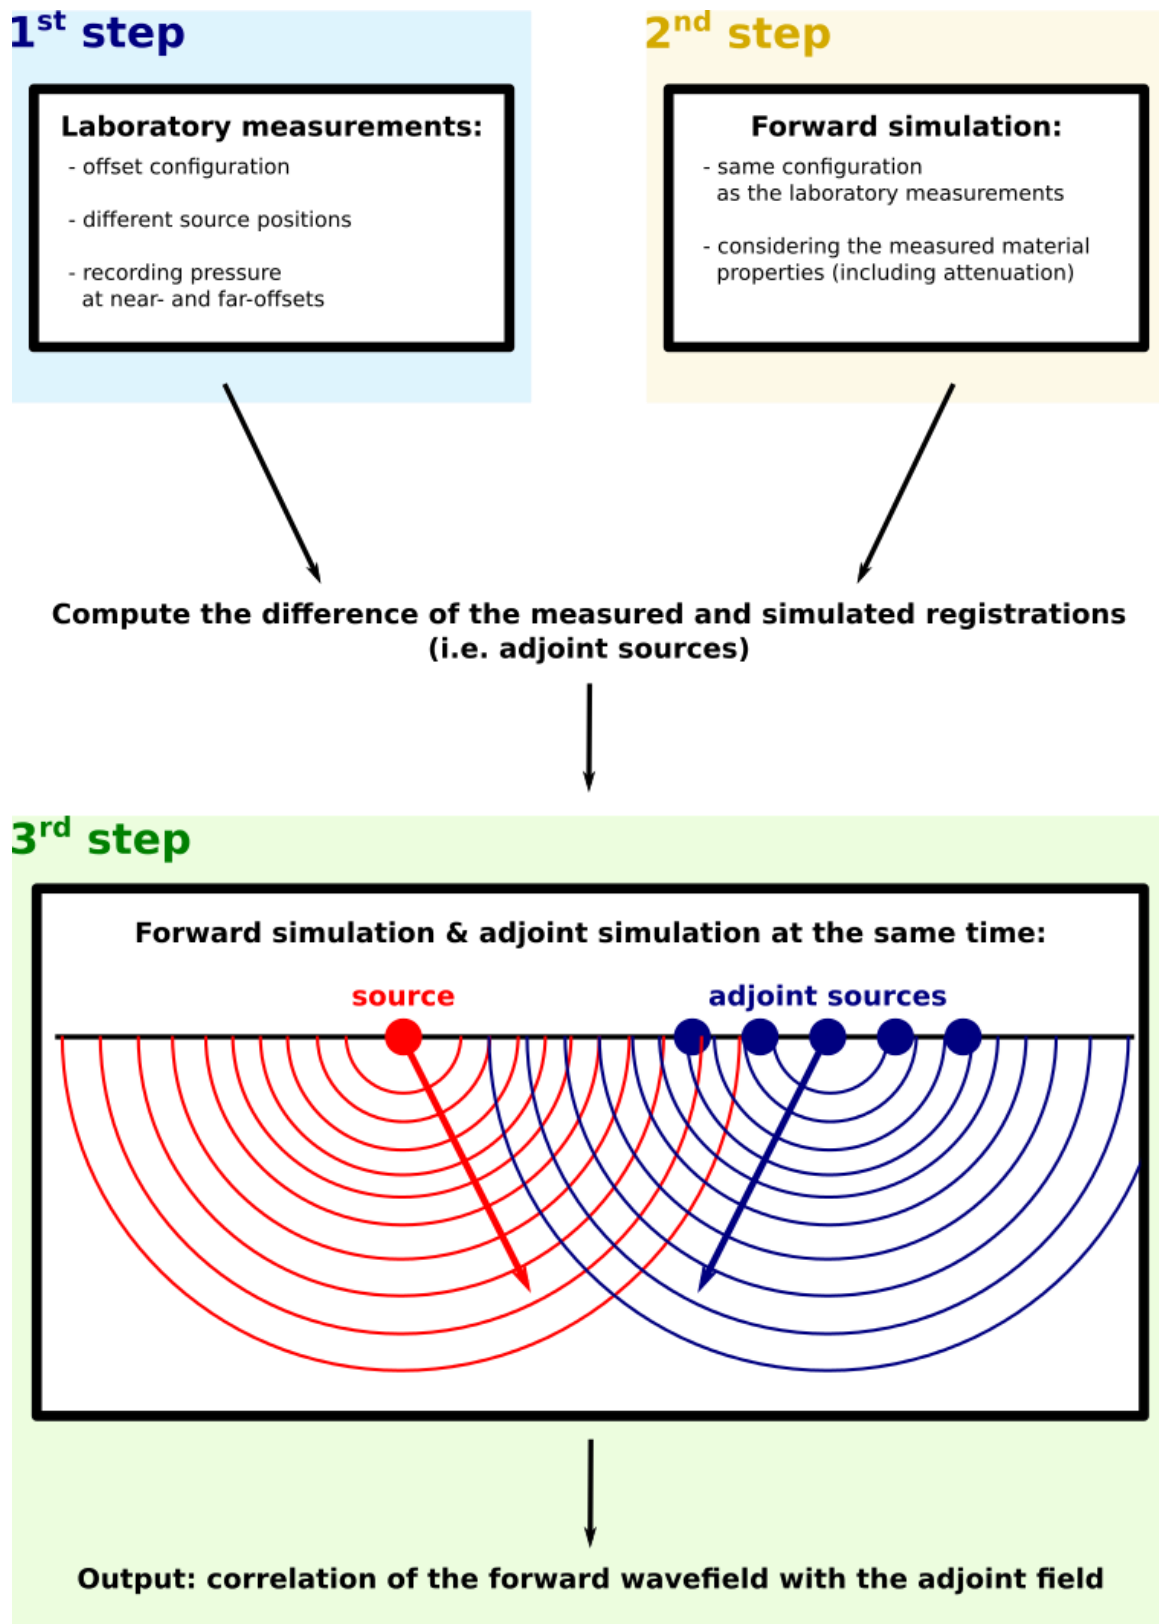 1st step
Laboratory measurements:
- offset configuration
- different source positions
- recording pressure
at near- and far-offsets
2nd step
Forward simulation:
- same configuration
as the laboratory measurements
- considering the measured material
properties (including attenuation)
Compute the difference of the measured and simulated registrations
(i.e. adjoint sources)
3rd step
Forward simulation & adjoint simulation at the same time:
source
adjoint sources
Output: correlation of the forward wavefield with the adjoint field